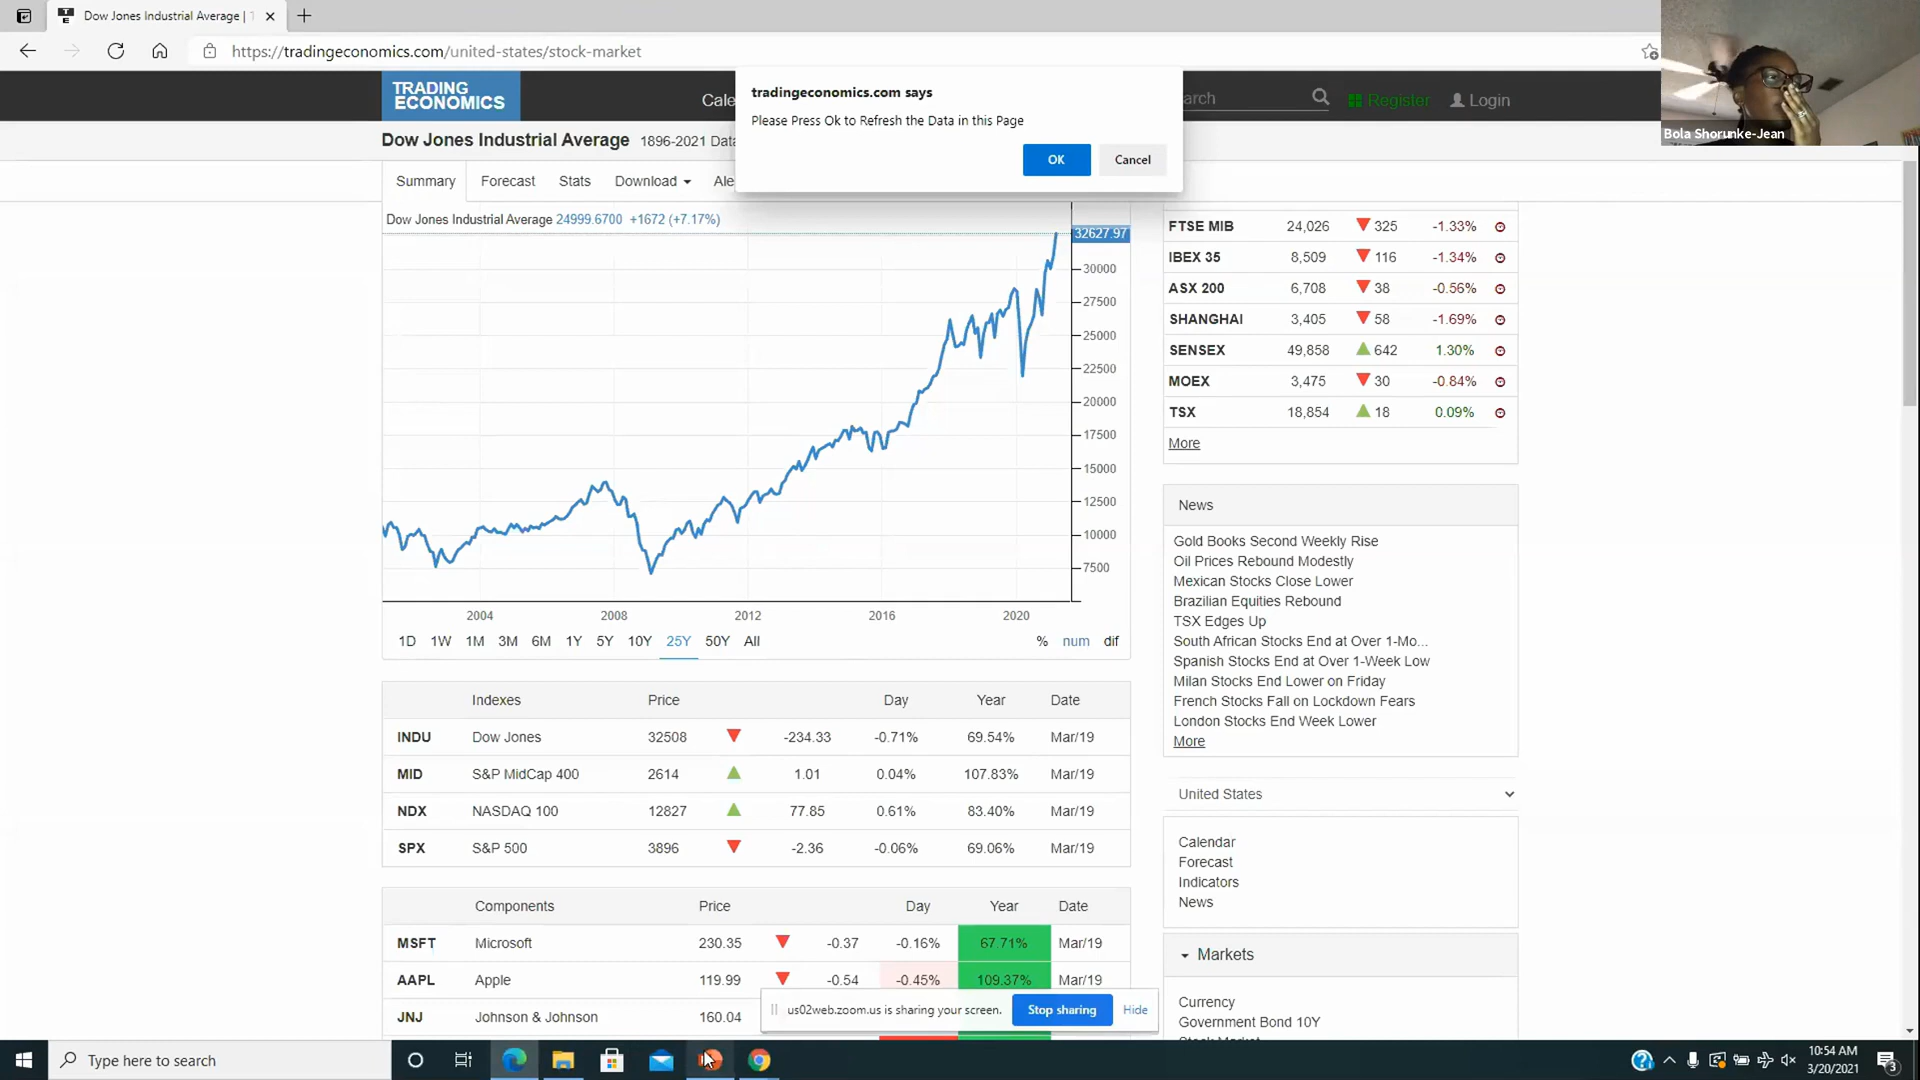 Dow Jones Industrial Average | T
https://tradingeconomics.com/united-states/stock-market
TRADING
ECONOMICS
Cale
arch
Register
Login
tradingeconomics.com says
Please Press Ok to Refresh the Data in this Page
OK
Cancel
Bola Shorunke-Jean
Dow Jones Industrial Average 1896-2021 Data
Summary Forecast Stats Download Ale
Dow Jones Industrial Average 24999.6700 +1672 (+7.17%)
32627.97
30000
27500
25000
22500
20000
17500
15000
12500
10000
7500
2004 2008 2012 2016 2020
1D 1W 1M 3M 6M 1Y 5Y 10Y 25Y 50Y All % num dif
Indexes Price Day Year Date
INDU Dow Jones 32508 -234.33 -0.71% 69.54% Mar/19
MID S&P MidCap 400 2614 1.01 0.04% 107.83% Mar/19
NDX NASDAQ 100 12827 77.85 0.61% 83.40% Mar/19
SPX S&P 500 3896 -2.36 -0.06% 69.06% Mar/19
Components Price Day Year Date
MSFT Microsoft 230.35 -0.37 -0.16% 67.71% Mar/19
AAPL Apple 119.99 -0.54 -0.45% 109.37% Mar/19
JNJ Johnson & Johnson 160.04
FTSE MIB 24,026 325 -1.33%
IBEX 35 8,509 116 -1.34%
ASX 200 6,708 38 -0.56%
SHANGHAI 3,405 58 -1.69%
SENSEX 49,858 642 1.30%
MOEX 3,475 30 -0.84%
TSX 18,854 18 0.09%
More
News
Gold Books Second Weekly Rise
Oil Prices Rebound Modestly
Mexican Stocks Close Lower
Brazilian Equities Rebound
TSX Edges Up
South African Stocks End at Over 1-Mo...
Spanish Stocks End at Over 1-Week Low
Milan Stocks End Lower on Friday
French Stocks Fall on Lockdown Fears
London Stocks End Week Lower
More
United States
Calendar
Forecast
Indicators
News
Markets
Currency
Government Bond 10Y
us02web.zoom.us is sharing your screen.
Stop sharing
Hide
Type here to search
10:54 AM
3/20/2021
3